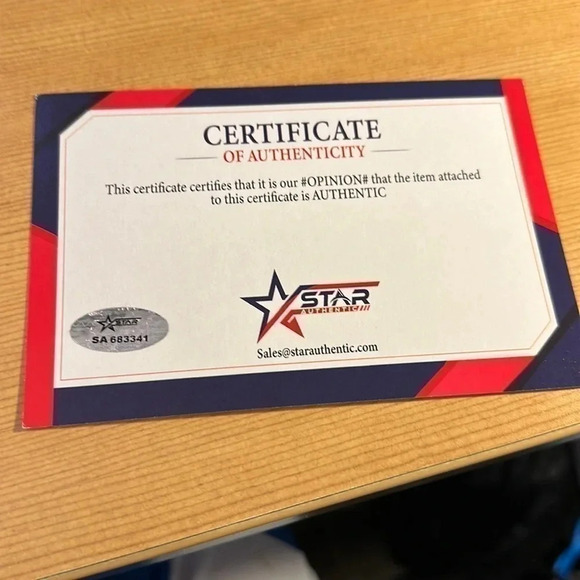 CERTIFICATE
OF AUTHENTICITY
This certificate certifies that it is our #OPINION# that the item attached
to this certificate is AUTHENTIC
STAR
AUTHENTIC
Sales@starauthentic.com
STAR
SA 683341